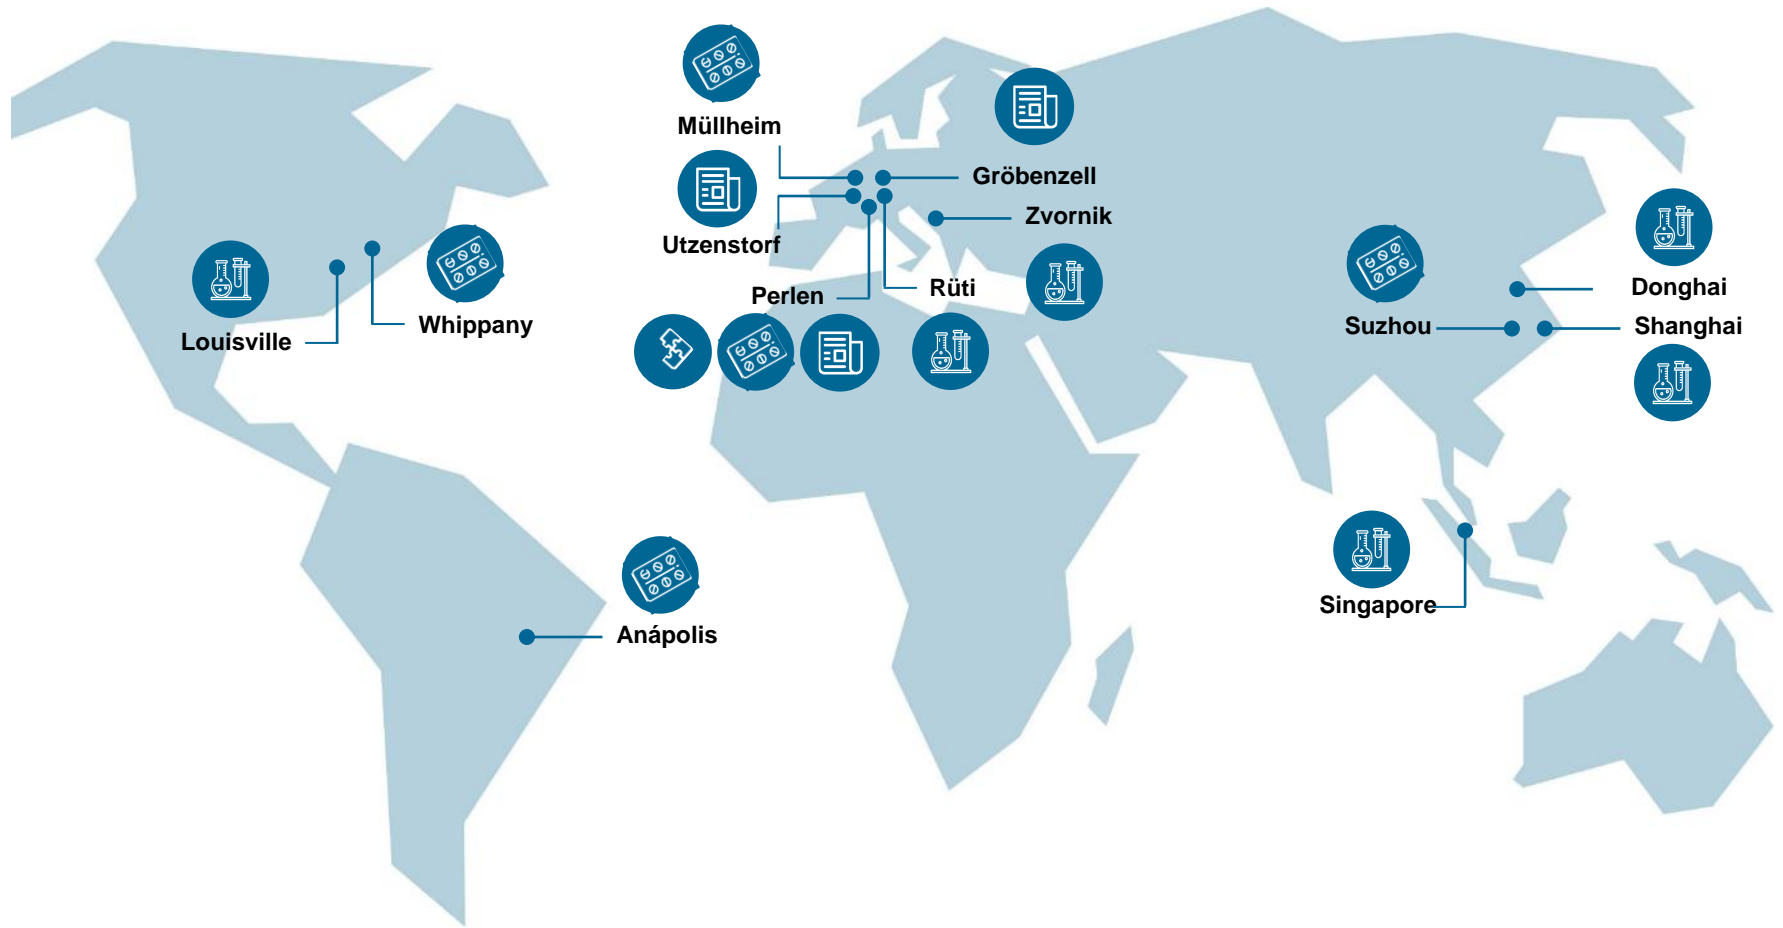 Müllheim
Gröbenzell
Utzenstorf
Zvornik
Perlen
Rüti
Louisville
Whippany
Donghai
Suzhou
Shanghai
Singapore
Anápolis